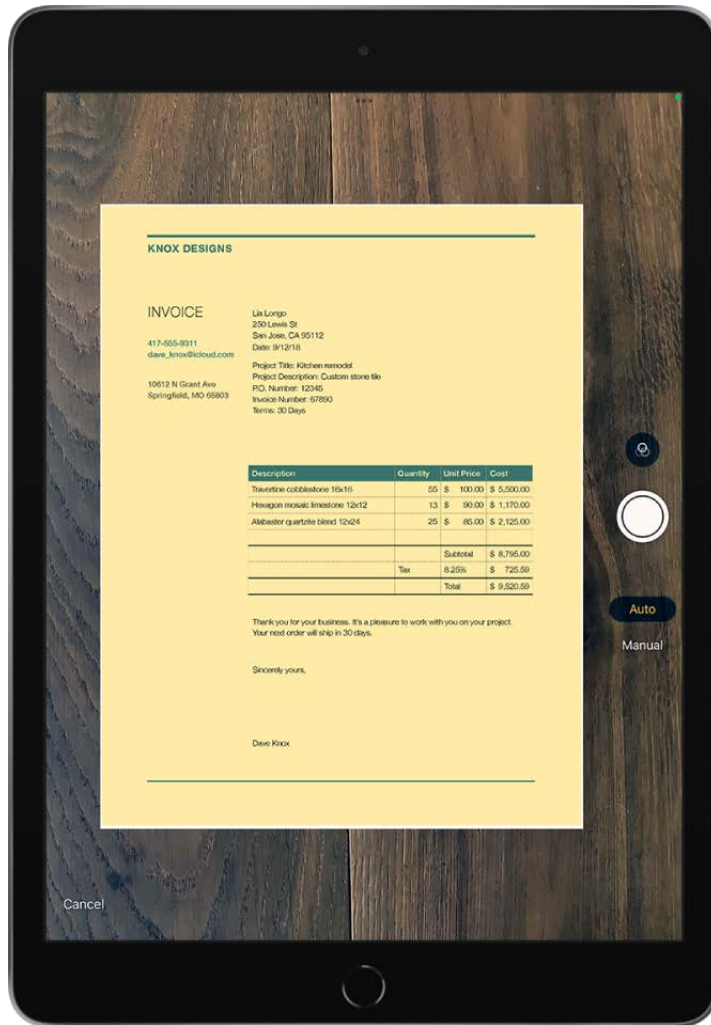 KNOX DESIGNS
INVOICE
417-555-9311
dave_knox@icloud.com
10612 N Grant Ave
Springfield, MO 65803
Lia Longo
250 Lewis St
San Jose, CA 95112
Date: 9/12/18
Project Title: Kitchen remodel
Project Description: Custom stone tile
P.O. Number: 12345
Invoice Number: 67890
Terms: 30 Days
Description Quantity Unit Price Cost
Travertine cobblestone 16x16 55 $ 100.00 $ 5,500.00
Hexagon mosaic limestone 12x12 13 $ 90.00 $ 1,170.00
Alabaster quartzite blend 12x24 25 $ 85.00 $ 2,125.00
Subtotal $ 8,795.00
Tax 8.25% $ 725.59
Total $ 9,520.59
Thank you for your business. It's a pleasure to work with you on your project.
Your next order will ship in 30 days.
Sincerely yours,
Dave Knox
Auto
Manual
Cancel